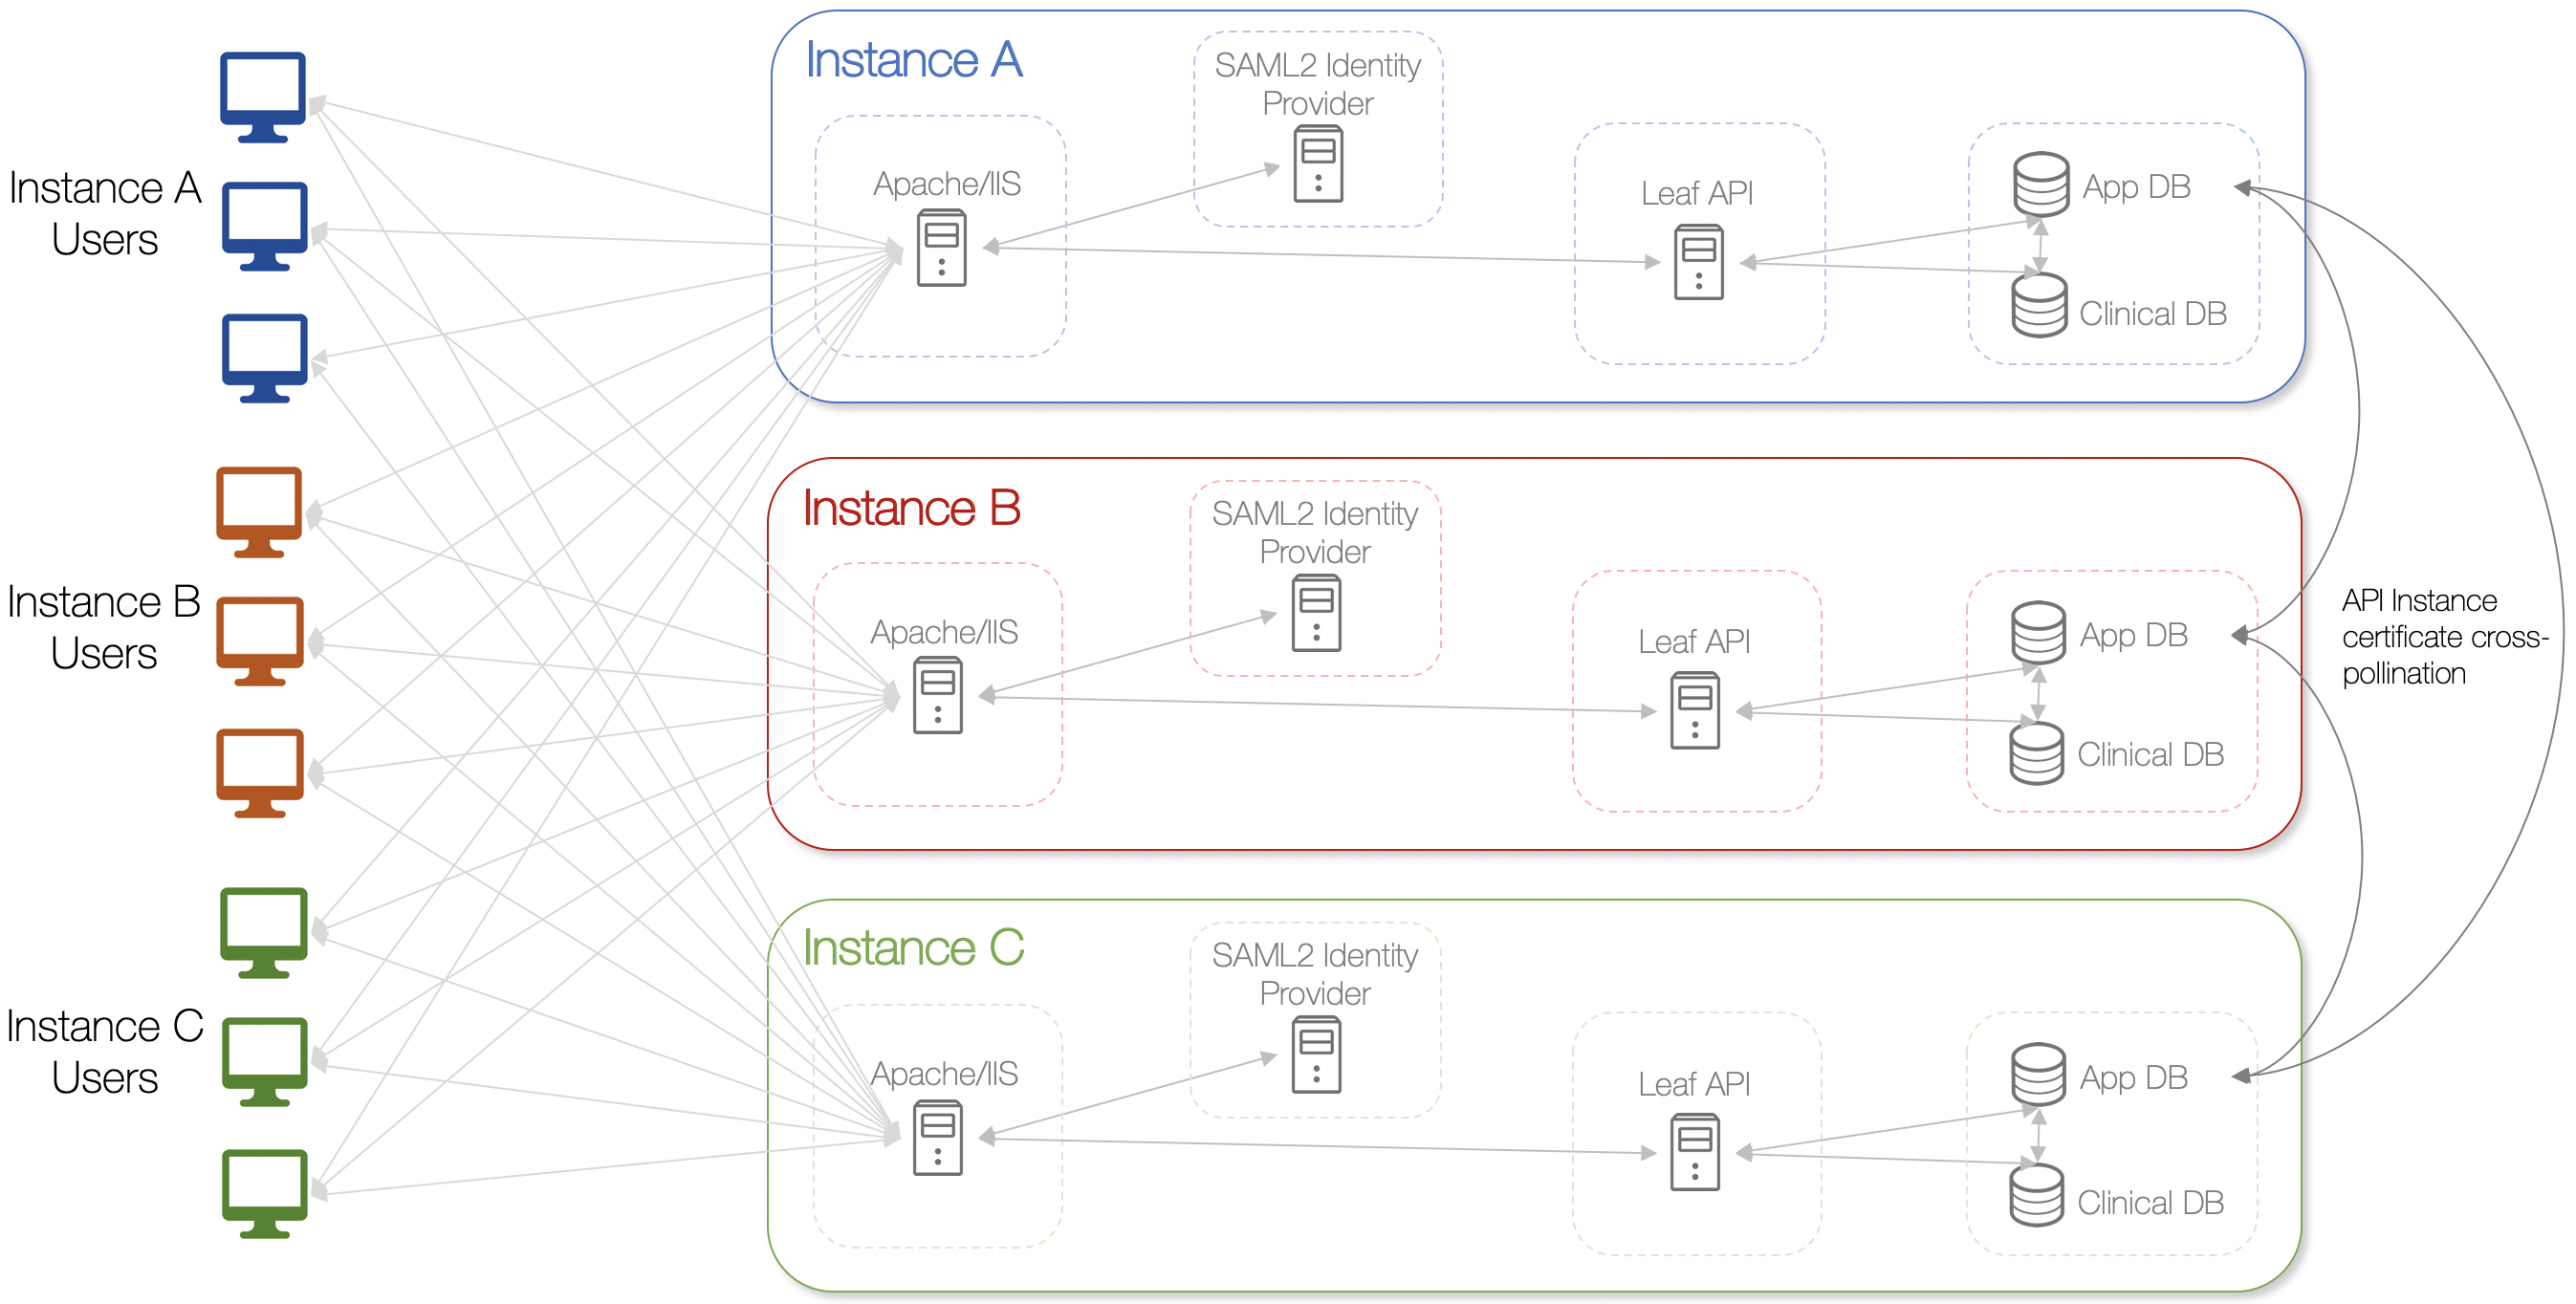 Instance A
Users
Instance B
Users
Instance C
Users
Instance A
SAML2 Identity
Provider
Apache/IIS
Leaf API
App DB
Clinical DB
Instance B
SAML2 Identity
Provider
Apache/IIS
Leaf API
App DB
Clinical DB
Instance C
SAML2 Identity
Provider
Apache/IIS
Leaf API
App DB
Clinical DB
API Instance
certificate cross-
pollination